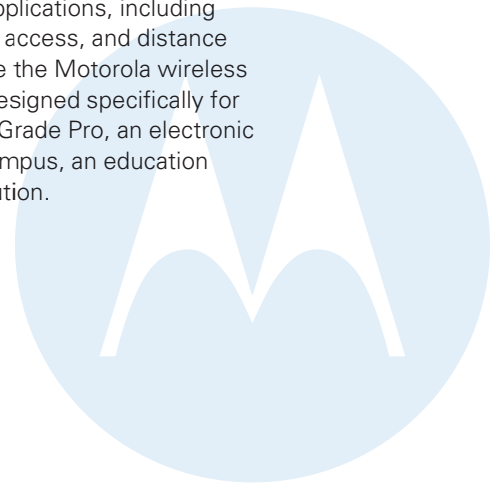 pplications, including
access, and distance
e the Motorola wireless
esigned specifically for
Grade Pro, an electronic
mpus, an education
ution.